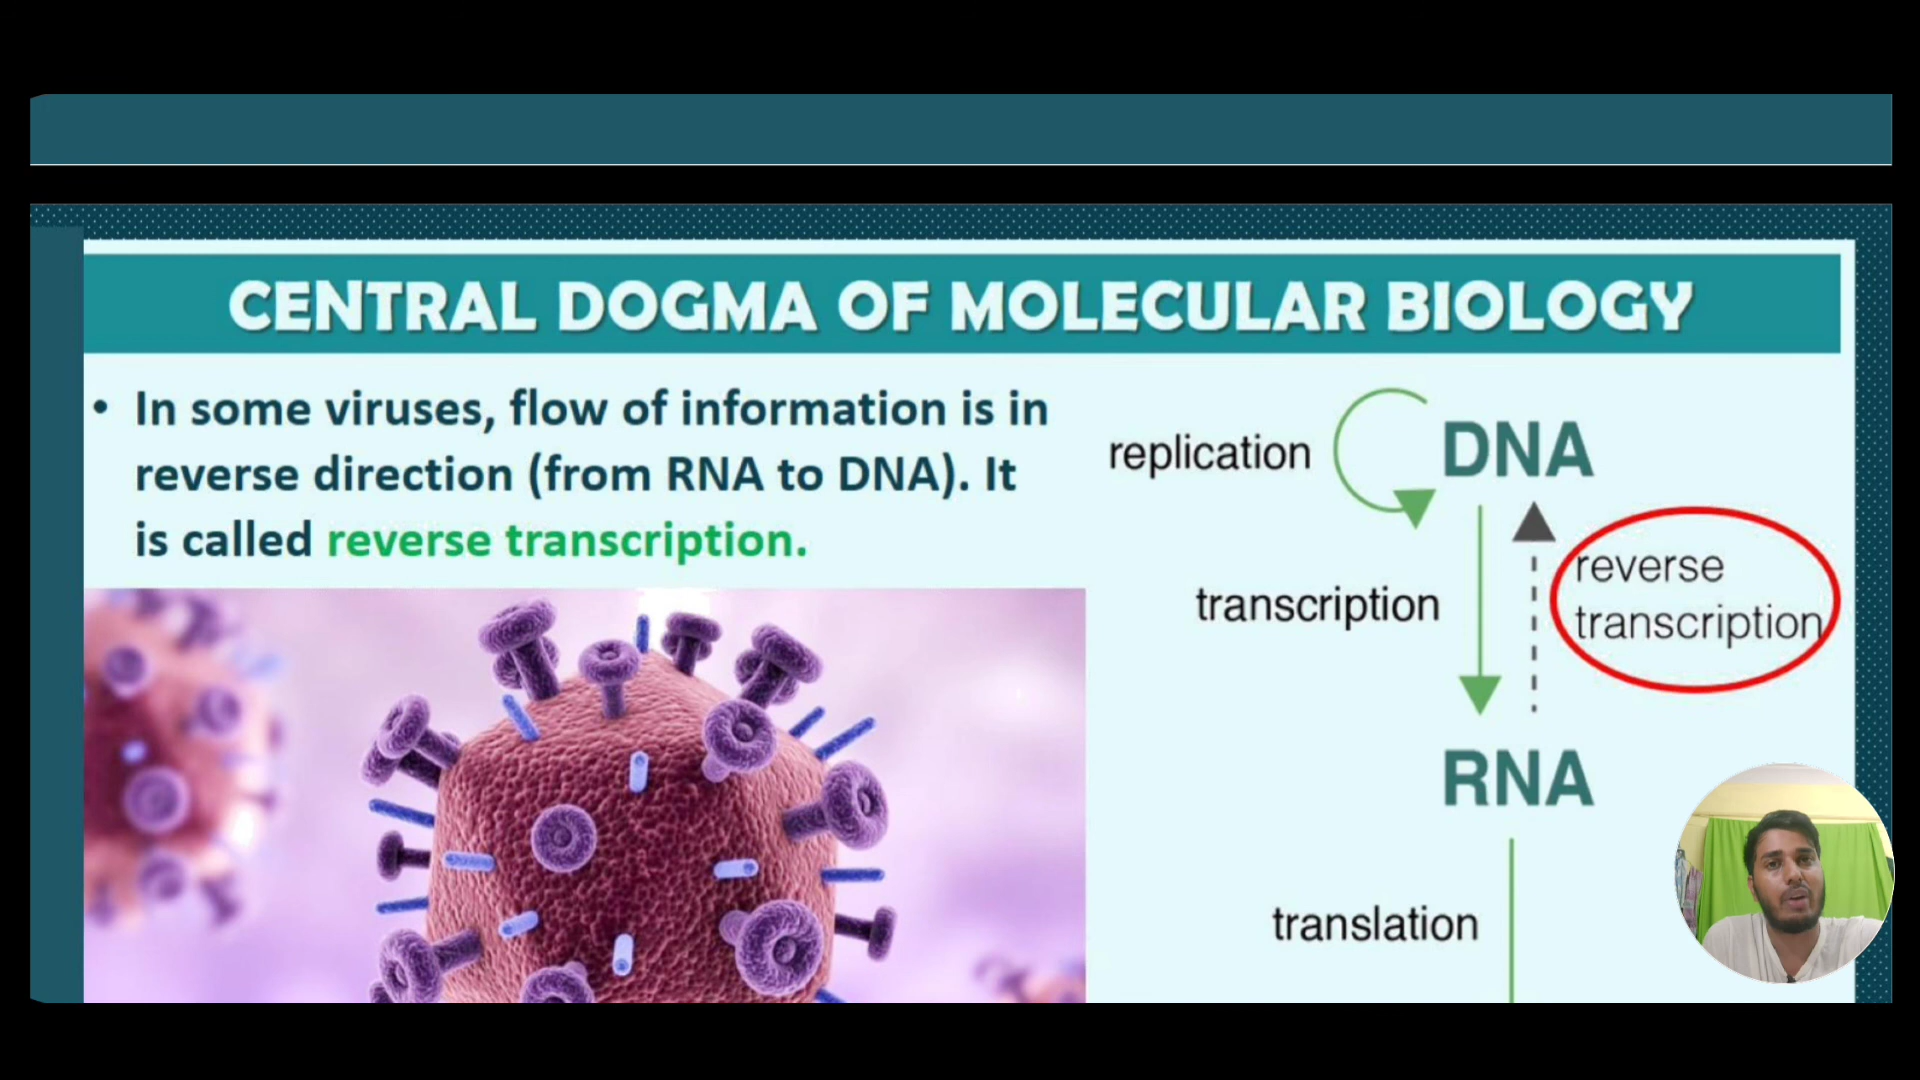 CENTRAL DOGMA OF MOLECULAR BIOLOGY
• In some viruses, flow of information is in
reverse direction (from RNA to DNA). It
is called reverse transcription.
replication
DNA
transcription
reverse
transcription
RNA
translation